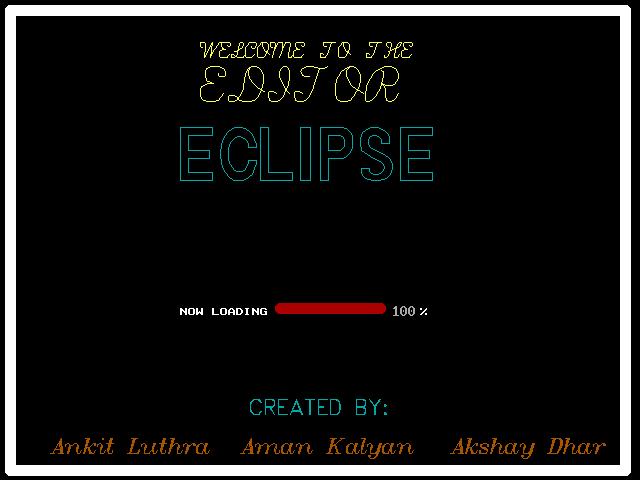 WELCOME TO THE
EDITOR
ECLIPSE
NOW LOADING 100 %
CREATED BY:
Ankit Luthra Aman Kalyan Akshay Dhar